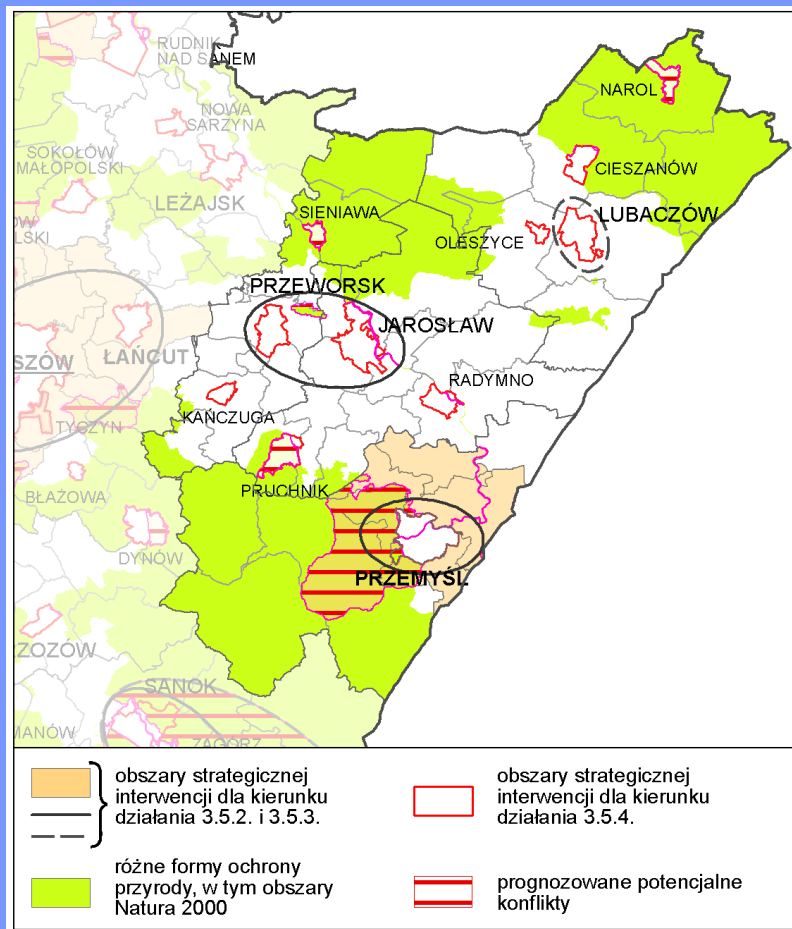 RUDNIK
NAD SANEM
NOWA
SARZYNA
SOKOŁÓW
MAŁOPOLSKI
LEŻAJSK
NAROL
CIESZANÓW
SIENIAWA
LUBACZÓW
OLESZYCE
PRZEWORSK
JAROSŁAW
ŁAŃCUT
RADYMNO
TYCZYN
KAŃCZUGA
PRUCHNIK
BŁAŻOWA
DYNÓW
PRZEMYŚL
SANOK
ZAGÓRZ
obszary strategicznej
interwencji dla kierunku
działania 3.5.2. i 3.5.3.
obszary strategicznej
interwencji dla kierunku
działania 3.5.4.
różne formy ochrony
przyrody, w tym obszary
Natura 2000
prognozowane potencjalne
konflikty